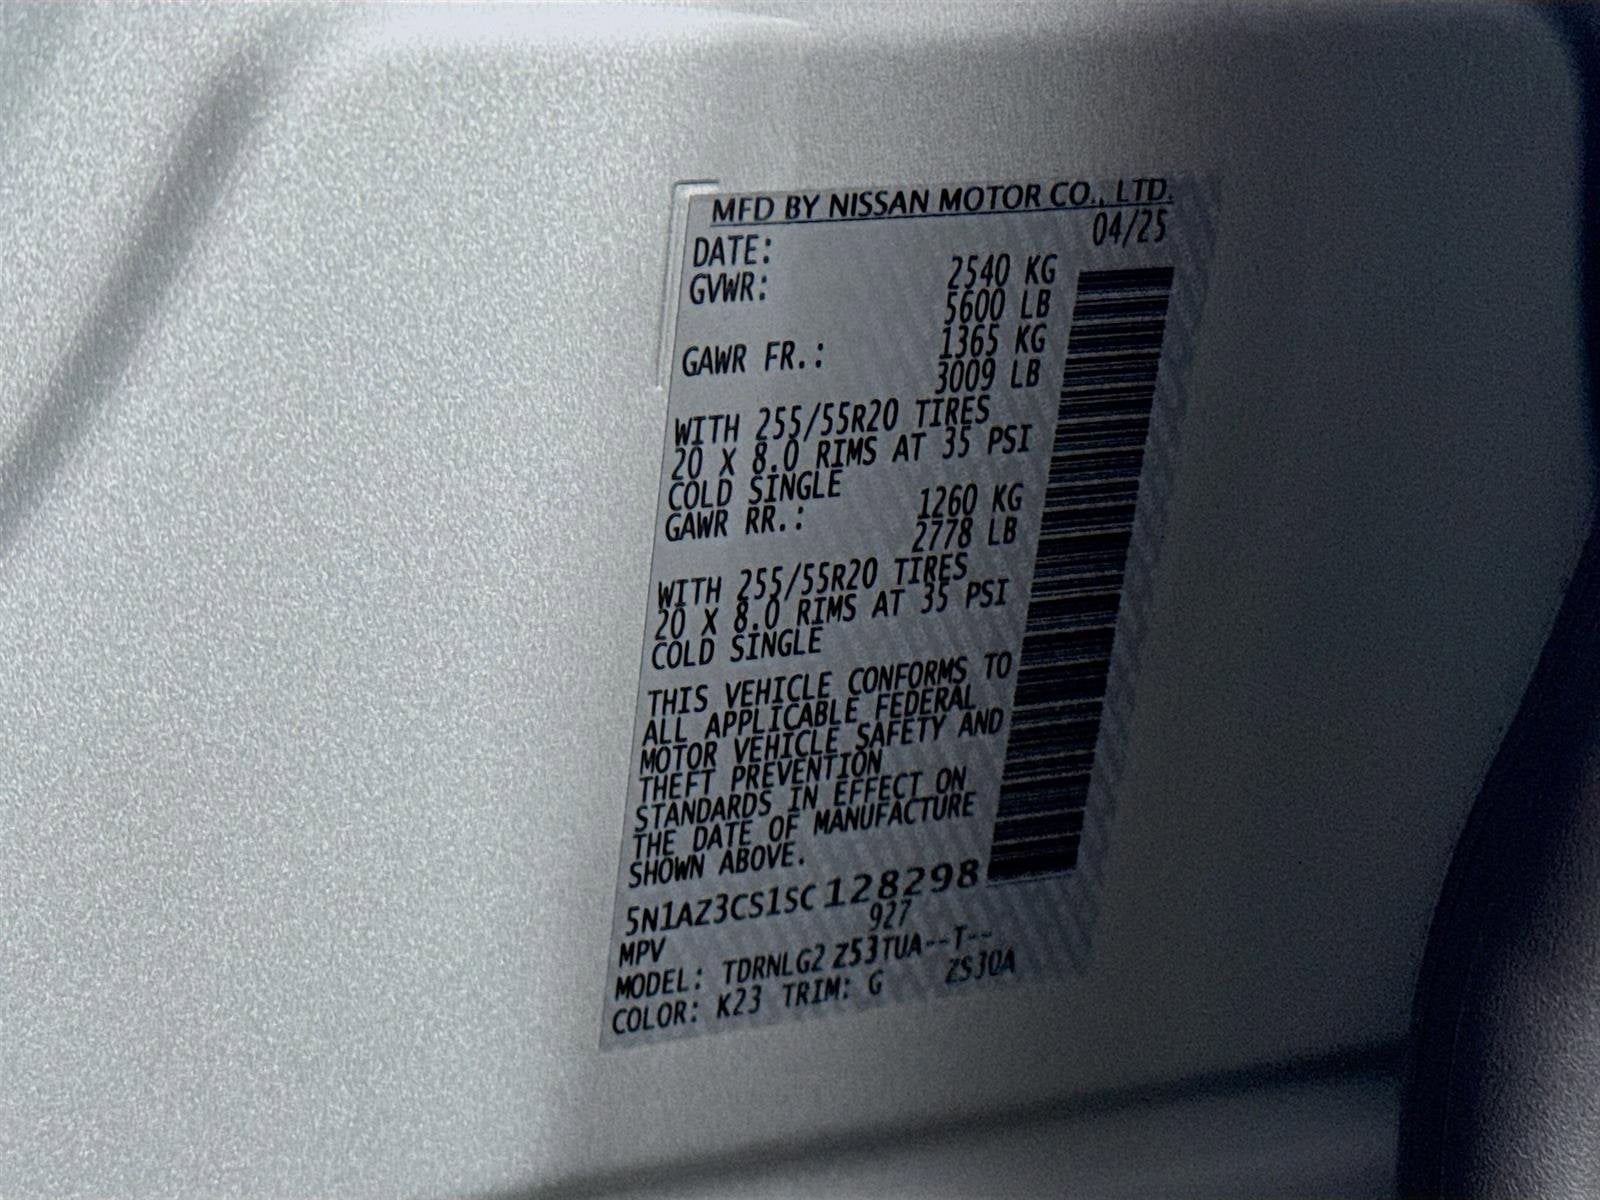 MFD BY NISSAN MOTOR CO., LTD.
DATE: 04/25
GVWR: 2540 KG
5600 LB
GAWR FR.: 1365 KG
3009 LB
WITH 255/55R20 TIRES
20 X 8.0 RIMS AT 35 PSI
COLD SINGLE
GAWR RR.: 1260 KG
2778 LB
WITH 255/55R20 TIRES
20 X 8.0 RIMS AT 35 PSI
COLD SINGLE
THIS VEHICLE CONFORMS TO
ALL APPLICABLE FEDERAL
MOTOR VEHICLE SAFETY AND
THEFT PREVENTION
STANDARDS IN EFFECT ON
THE DATE OF MANUFACTURE
SHOWN ABOVE.
5N1AZ3CS1SC128298
MPV 927
MODEL: TDRNLG2 Z53TUA--T--
COLOR: K23 TRIM: G ZS30A